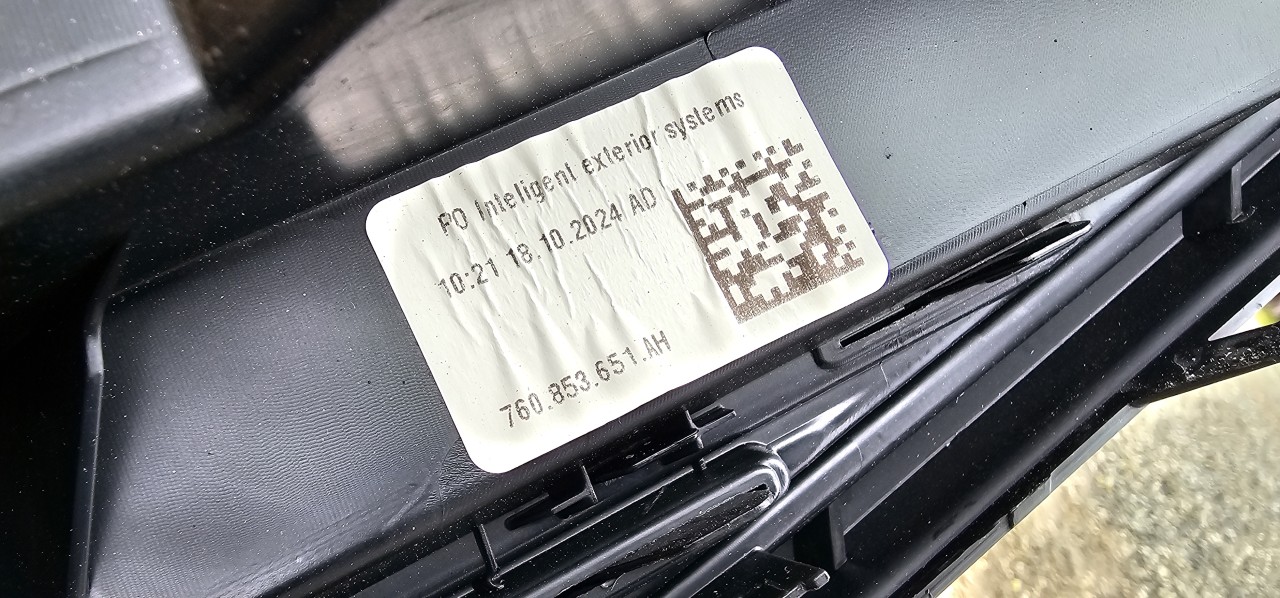 PO Inteligent exterior systems
10:21 18.10.2024 AD
760.853.651.AH